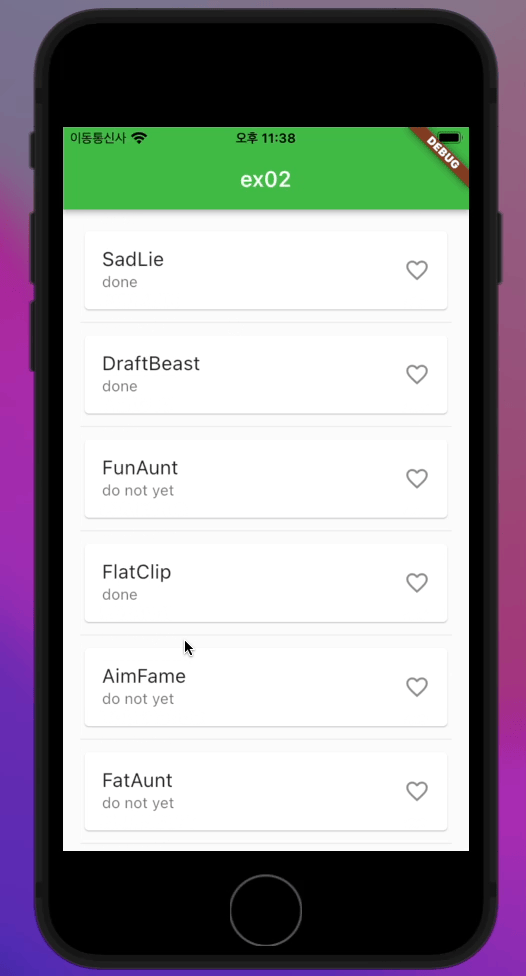 이동통신사 오후 11:38
DEBUG
ex02
SadLie
done
DraftBeast
done
FunAunt
do not yet
FlatClip
done
AimFame
do not yet
FatAunt
do not yet